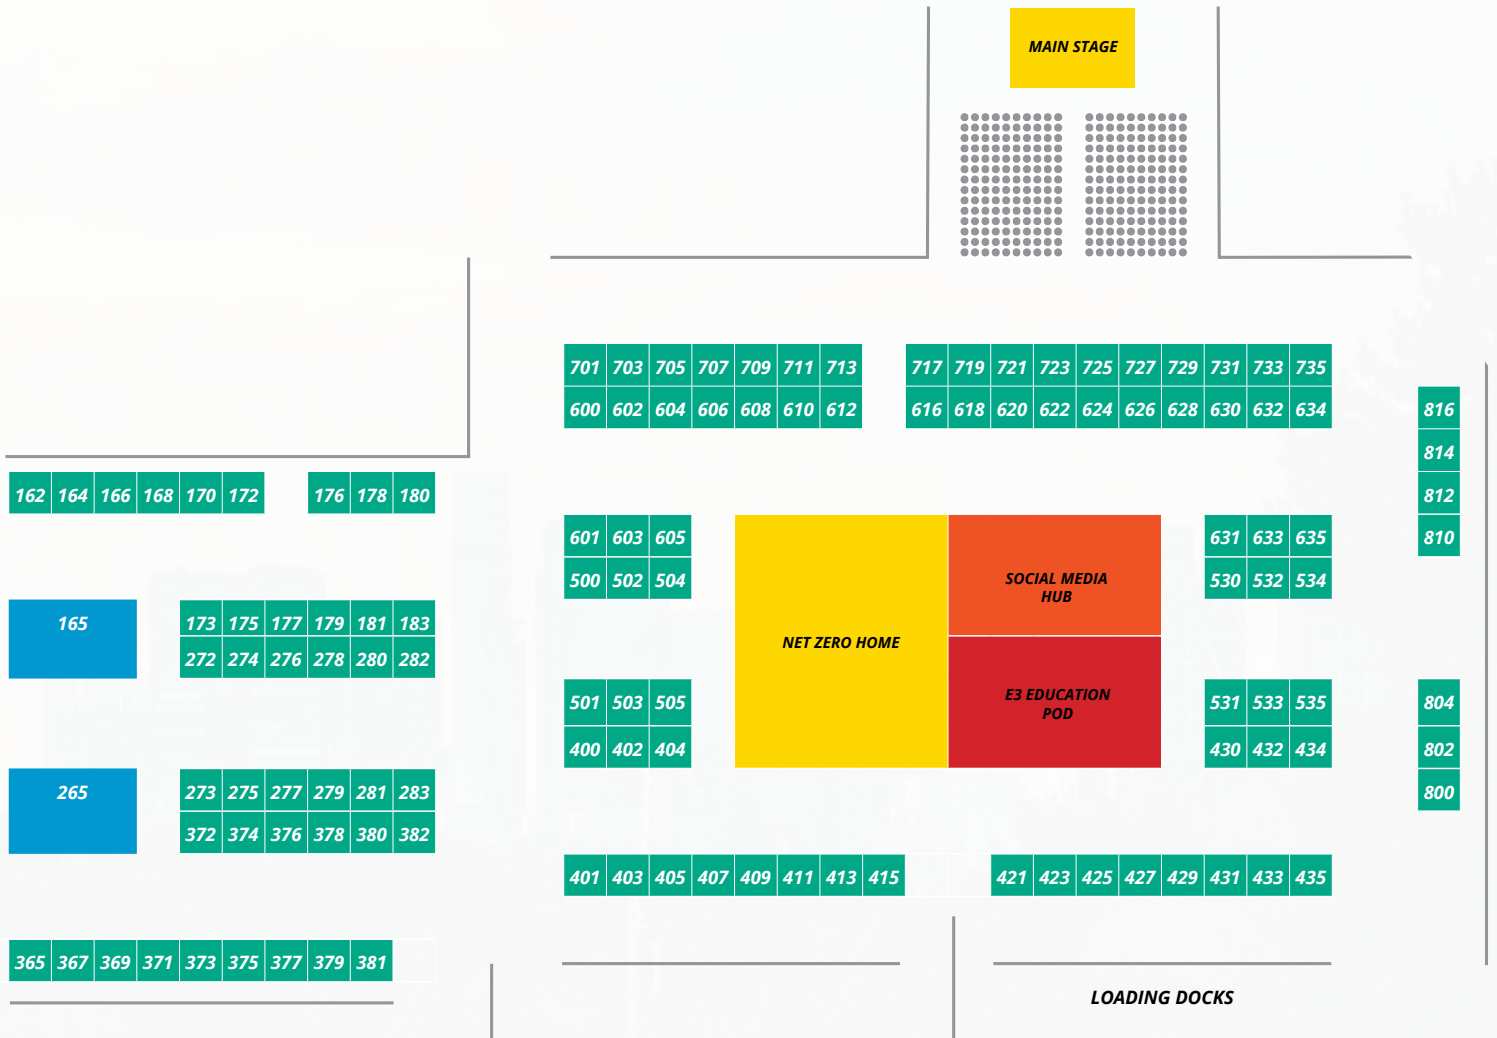 MAIN STAGE
701 703 705 707 709 711 713 717 719 721 723 725 727 729 731 733 735
600 602 604 606 608 610 612 616 618 620 622 624 626 628 630 632 634 816
814
162 164 166 168 170 172 176 178 180 812
601 603 605 631 633 635 810
500 502 504 SOCIAL MEDIA 530 532 534
HUB
165 173 175 177 179 181 183
NET ZERO HOME
272 274 276 278 280 282
501 503 505 E3 EDUCATION 531 533 535 804
POD
400 402 404 430 432 434 802
265 273 275 277 279 281 283 800
372 374 376 378 380 382
401 403 405 407 409 411 413 415 421 423 425 427 429 431 433 435
365 367 369 371 373 375 377 379 381
LOADING DOCKS